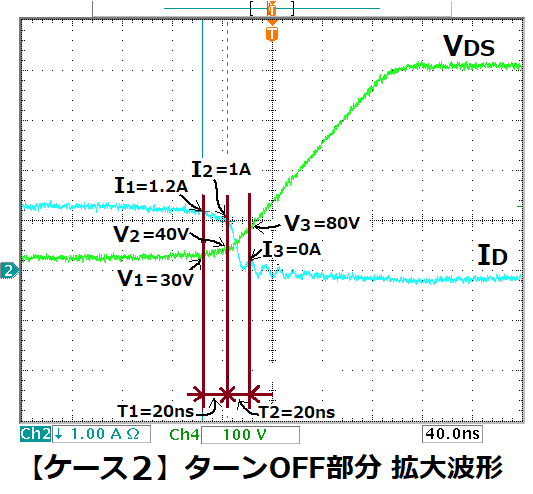 T
T
VDS
I2=1A
I1=1.2A
V2=40V
V3=80V
I3=0A
ID
V1=30V
2
T1=20ns
T2=20ns
Ch2 ↓ 1.00 A Ω
Ch4 100 V
40.0ns
【ケース2】ターンOFF部分 拡大波形